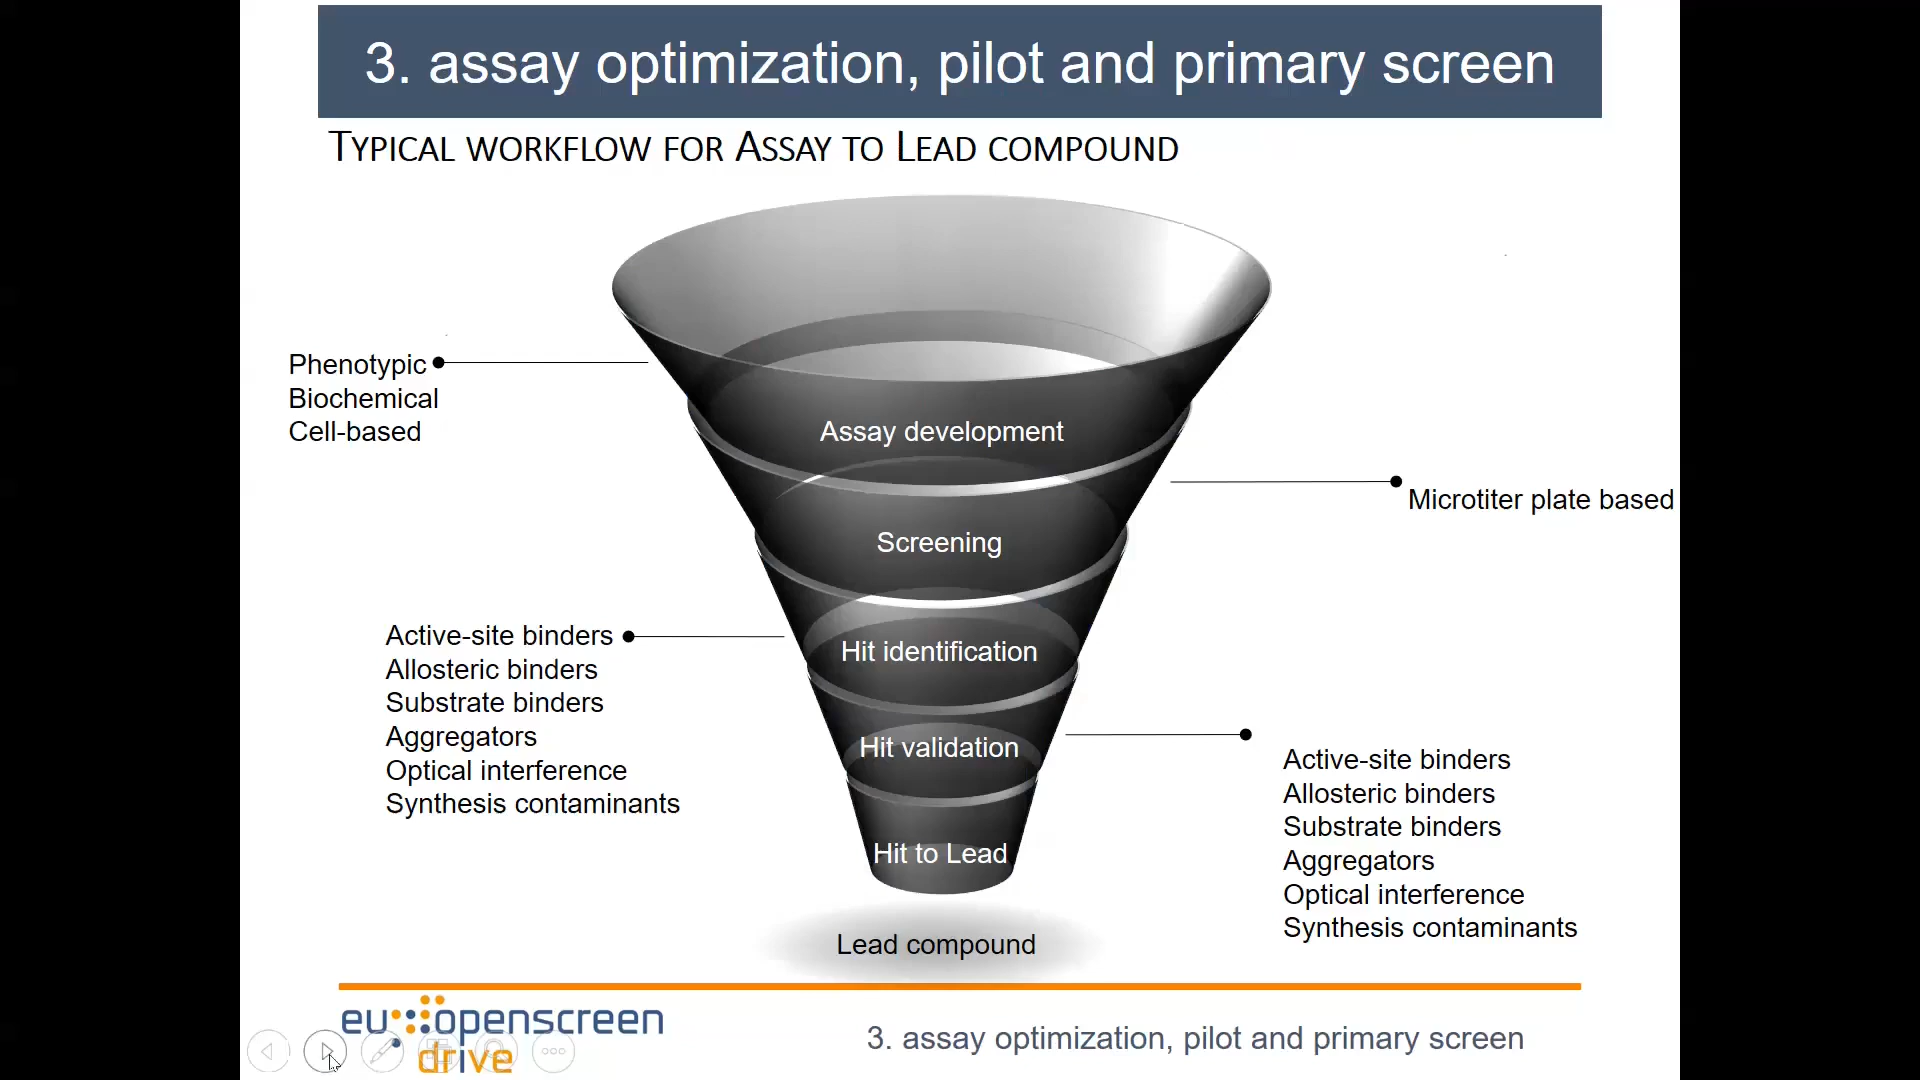 3. assay optimization, pilot and primary screen
TYPICAL WORKFLOW FOR ASSAY TO LEAD COMPOUND
Phenotypic
Biochemical
Cell-based
Assay development
Microtiter plate based
Screening
Active-site binders
Allosteric binders
Substrate binders
Aggregators
Optical interference
Synthesis contaminants
Hit identification
Hit validation
Active-site binders
Allosteric binders
Substrate binders
Aggregators
Optical interference
Synthesis contaminants
Hit to Lead
Lead compound
eu openscreen
drive
3. assay optimization, pilot and primary screen